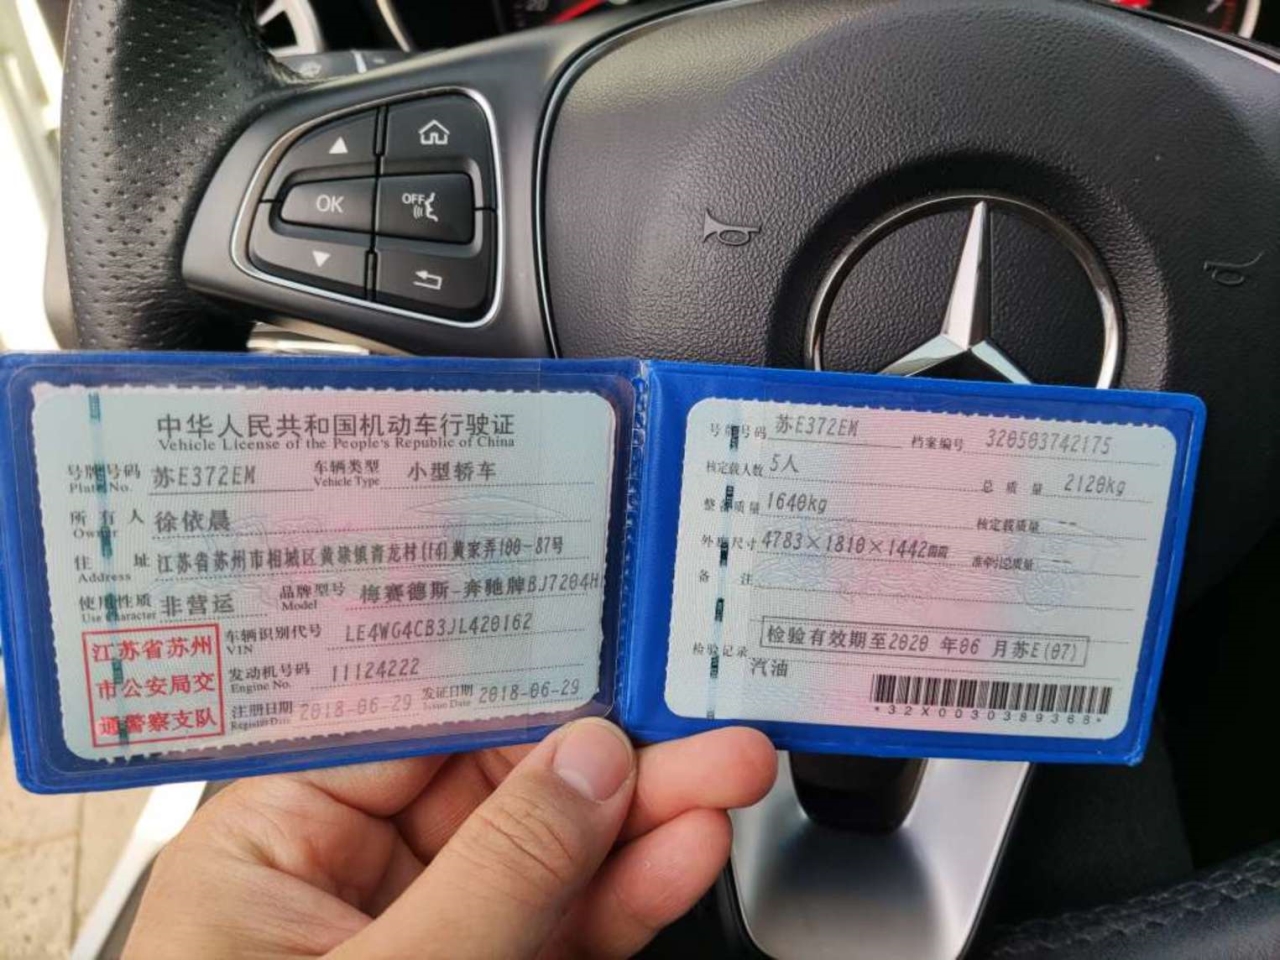 OK
OFF
中华人民共和国机动车行驶证
Vehicle License of the People's Republic of China
号牌号码 苏E372EM 车辆类型 小型轿车
Plate No. Vehicle Type
所有人 徐依晨
Owner
住址 江苏省苏州市相城区黄埭镇青龙村(14)黄家弄100-87号
Address
使用性质 非营运 品牌型号 梅赛德斯-奔驰牌BJ7204H
Use Character Model
江苏省苏州
市公安局交
通警察支队
车辆识别代号 LE4WG4CB3JL420162
VIN
发动机号码 11124222
Engine No.
注册日期 2018-06-29 发证日期 2018-06-29
Register Date Issue Date
号牌号码 苏E372EM 档案编号 320503742175
核定载人数 5人 总质量 2120kg
整备质量 1640kg 核定载质量 --
外廓尺寸 4783×1810×1442mm 准牵引总质量 --
备注
检验有效期至2020 年06 月苏E(07)
检验记录
汽油
*32X0030389368*